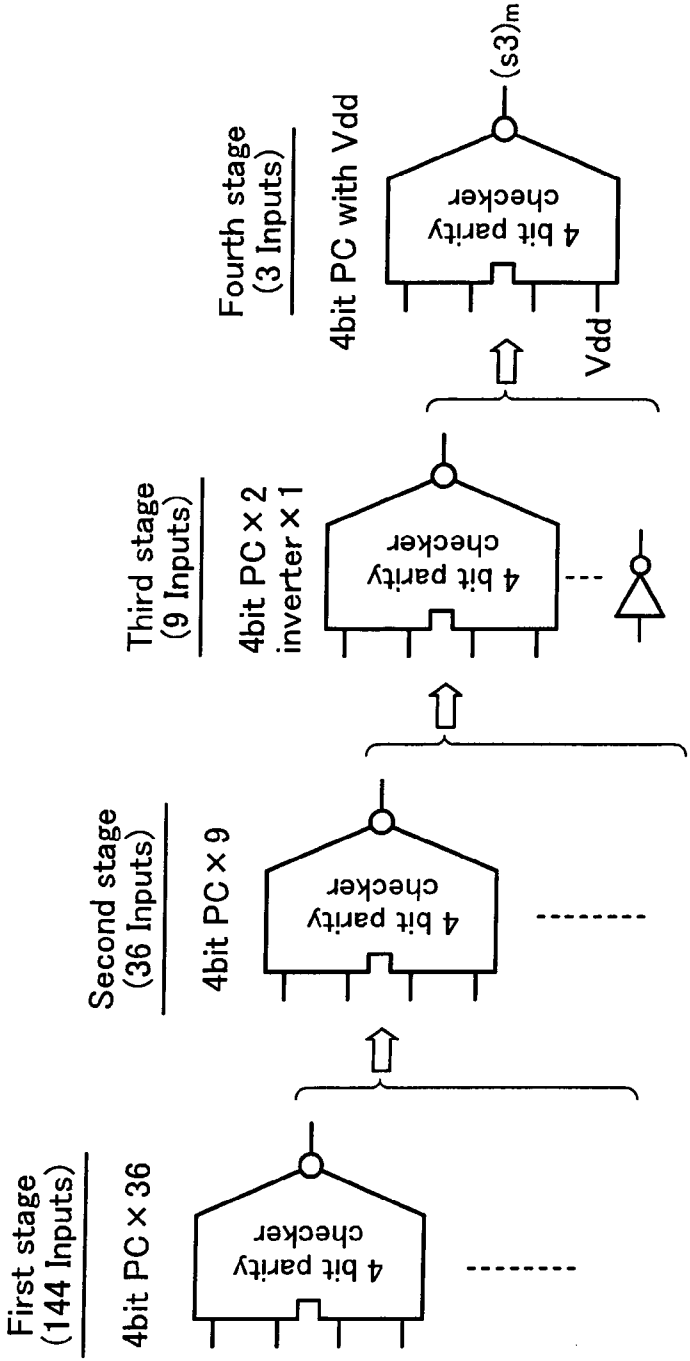 First stage
(144 Inputs)
4bit PC×36
4 bit parity
checker
Second stage
(36 Inputs)
4bit PC×9
4 bit parity
checker
Third stage
(9 Inputs)
4bit PC×2
inverter×1
4 bit parity
checker
Fourth stage
(3 Inputs)
4bit PC with Vdd
4 bit parity
checker
Vdd
(s3)m